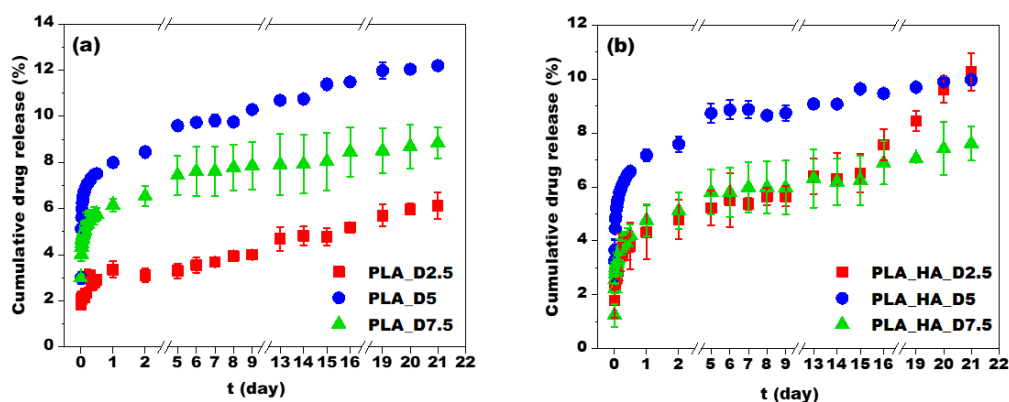 (a)
Cumulative drug release (%)
14
12
10
8
6
4
2
0
PLA_D2.5
PLA_D5
PLA_D7.5
0 1 2 5 6 7 8 9 13 14 15 16 19 20 21 22
t (day)
(b)
Cumulative drug release (%)
12
10
8
6
4
2
0
PLA_HA_D2.5
PLA_HA_D5
PLA_HA_D7.5
0 1 2 5 6 7 8 9 13 14 15 16 19 20 21 22
t (day)